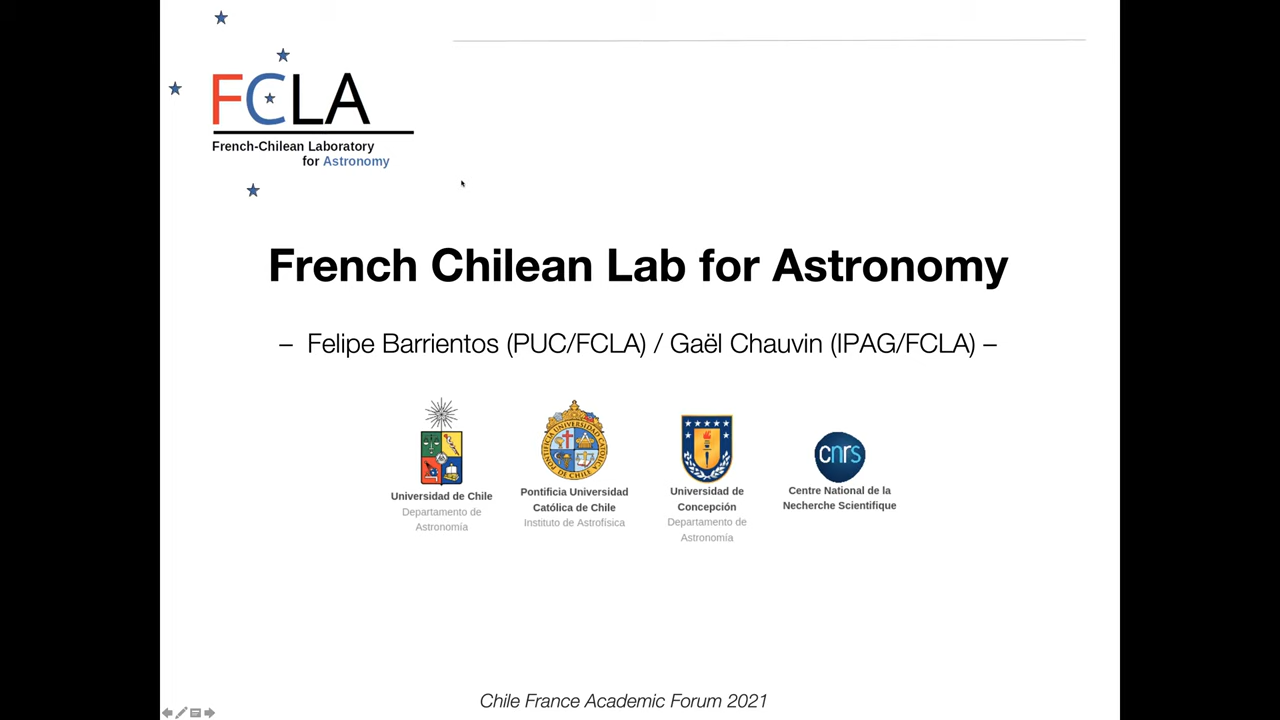 FCLA
French-Chilean Laboratory
for Astronomy
French Chilean Lab for Astronomy
– Felipe Barrientos (PUC/FCLA) / Gaël Chauvin (IPAG/FCLA) –
Universidad de Chile
Departamento de
Astronomía
Pontificia Universidad
Católica de Chile
Instituto de Astrofísica
Universidad de
Concepción
Departamento de
Astronomía
cnrs
Centre National de la
Necherche Scientifique
Chile France Academic Forum 2021